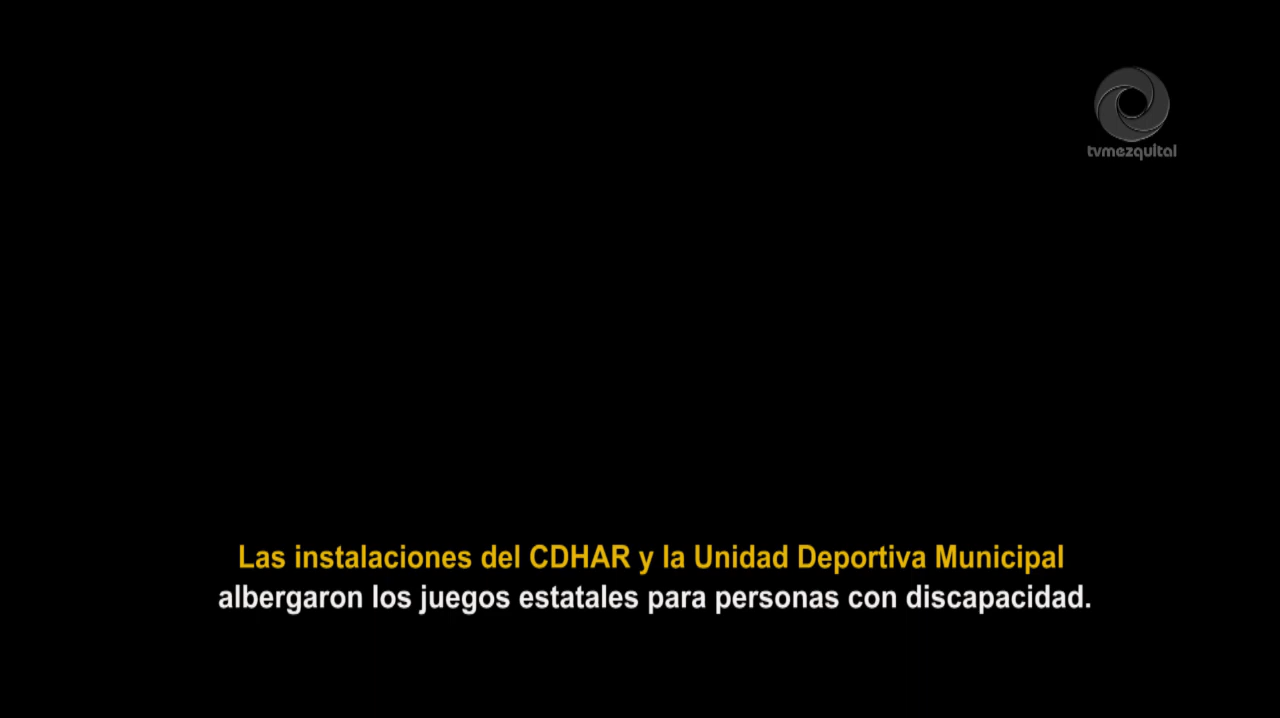 tvmezquital
Las instalaciones del CDHAR y la Unidad Deportiva Municipal
albergaron los juegos estatales para personas con discapacidad.